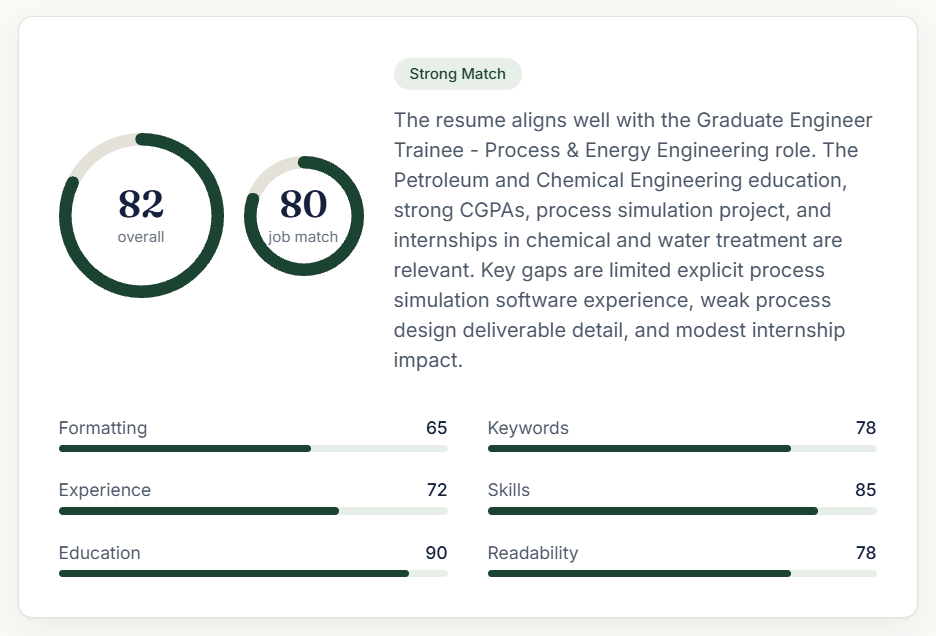 Strong Match
The resume aligns well with the Graduate Engineer
Trainee - Process & Energy Engineering role. The
Petroleum and Chemical Engineering education,
strong CGPAs, process simulation project, and
internships in chemical and water treatment are
relevant. Key gaps are limited explicit process
simulation software experience, weak process
design deliverable detail, and modest internship
impact.
82
overall
80
job match
Formatting 65
Keywords 78
Experience 72
Skills 85
Education 90
Readability 78